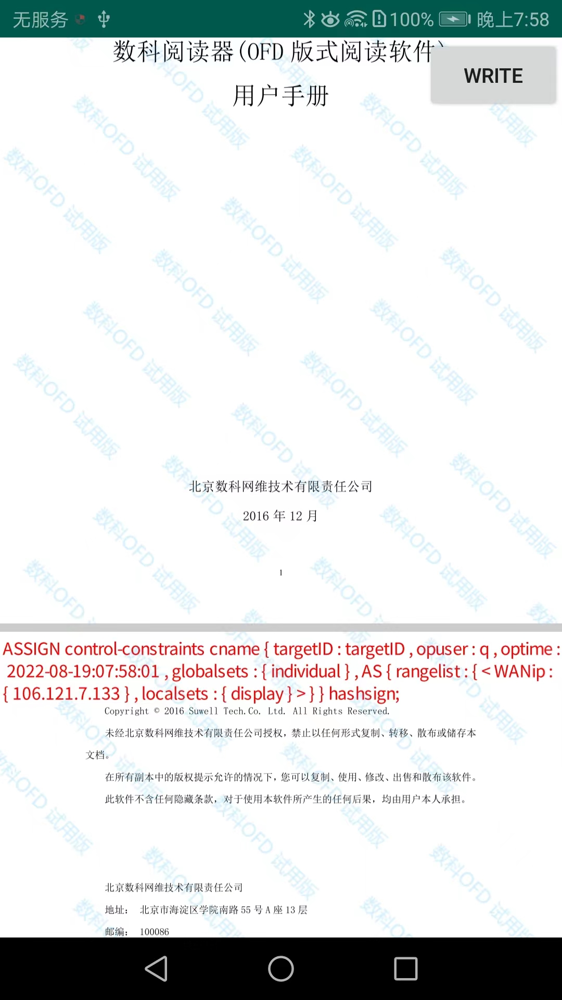 无服务 100% 晚上7:58
数科阅读器(OFD 版式阅读软件)
WRITE
用户手册
数科OFD 试用版
北京数科网维技术有限责任公司
2016 年 12 月
1
ASSIGN control-constraints cname { targetID : targetID , opuser : q , optime :
2022-08-19:07:58:01 , globalsets : { individual } , AS { rangelist : { < WANip :
{ 106.121.7.133 } , localsets : { display } > } } hashsign;
Copyright © 2016 Suwell Tech.Co. Ltd. All Rights Reserved.
未经北京数科网维技术有限责任公司授权，禁止以任何形式复制、转移、散布或储存本
文档。
在所有副本中的版权提示允许的情况下，您可以复制、使用、修改、出售和散布该软件。
此软件不含任何隐藏条款，对于使用本软件所产生的任何后果，均由用户本人承担。
北京数科网维技术有限责任公司
地址： 北京市海淀区学院南路 55 号 A 座 13 层
邮编： 100086